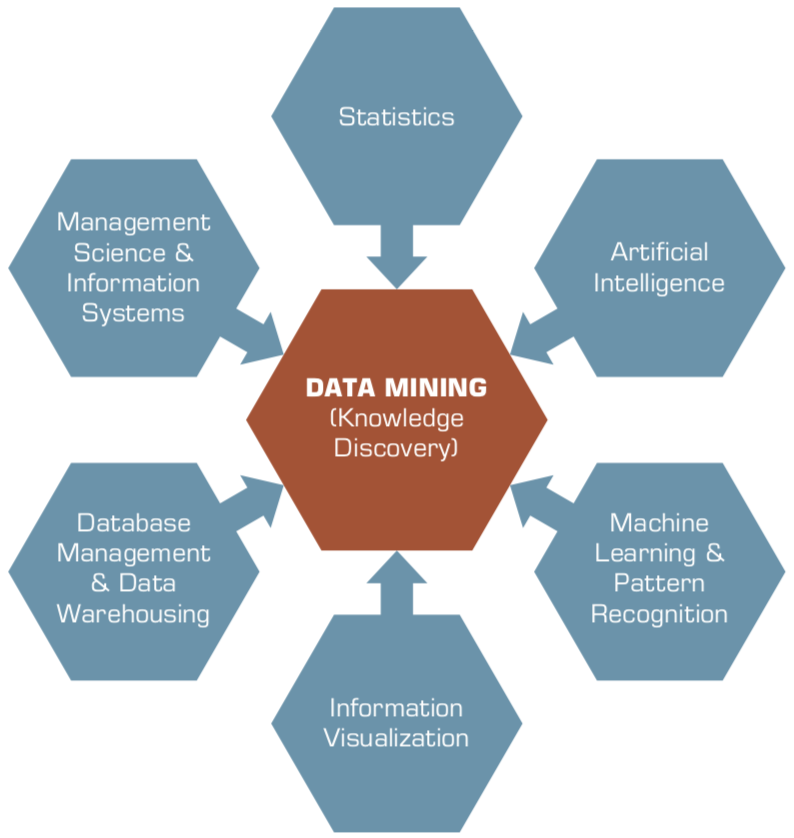 Statistics
Management
Science &
Information
Systems
Artificial
Intelligence
DATA MINING
(Knowledge
Discovery)
Database
Management
& Data
Warehousing
Machine
Learning &
Pattern
Recognition
Information
Visualization